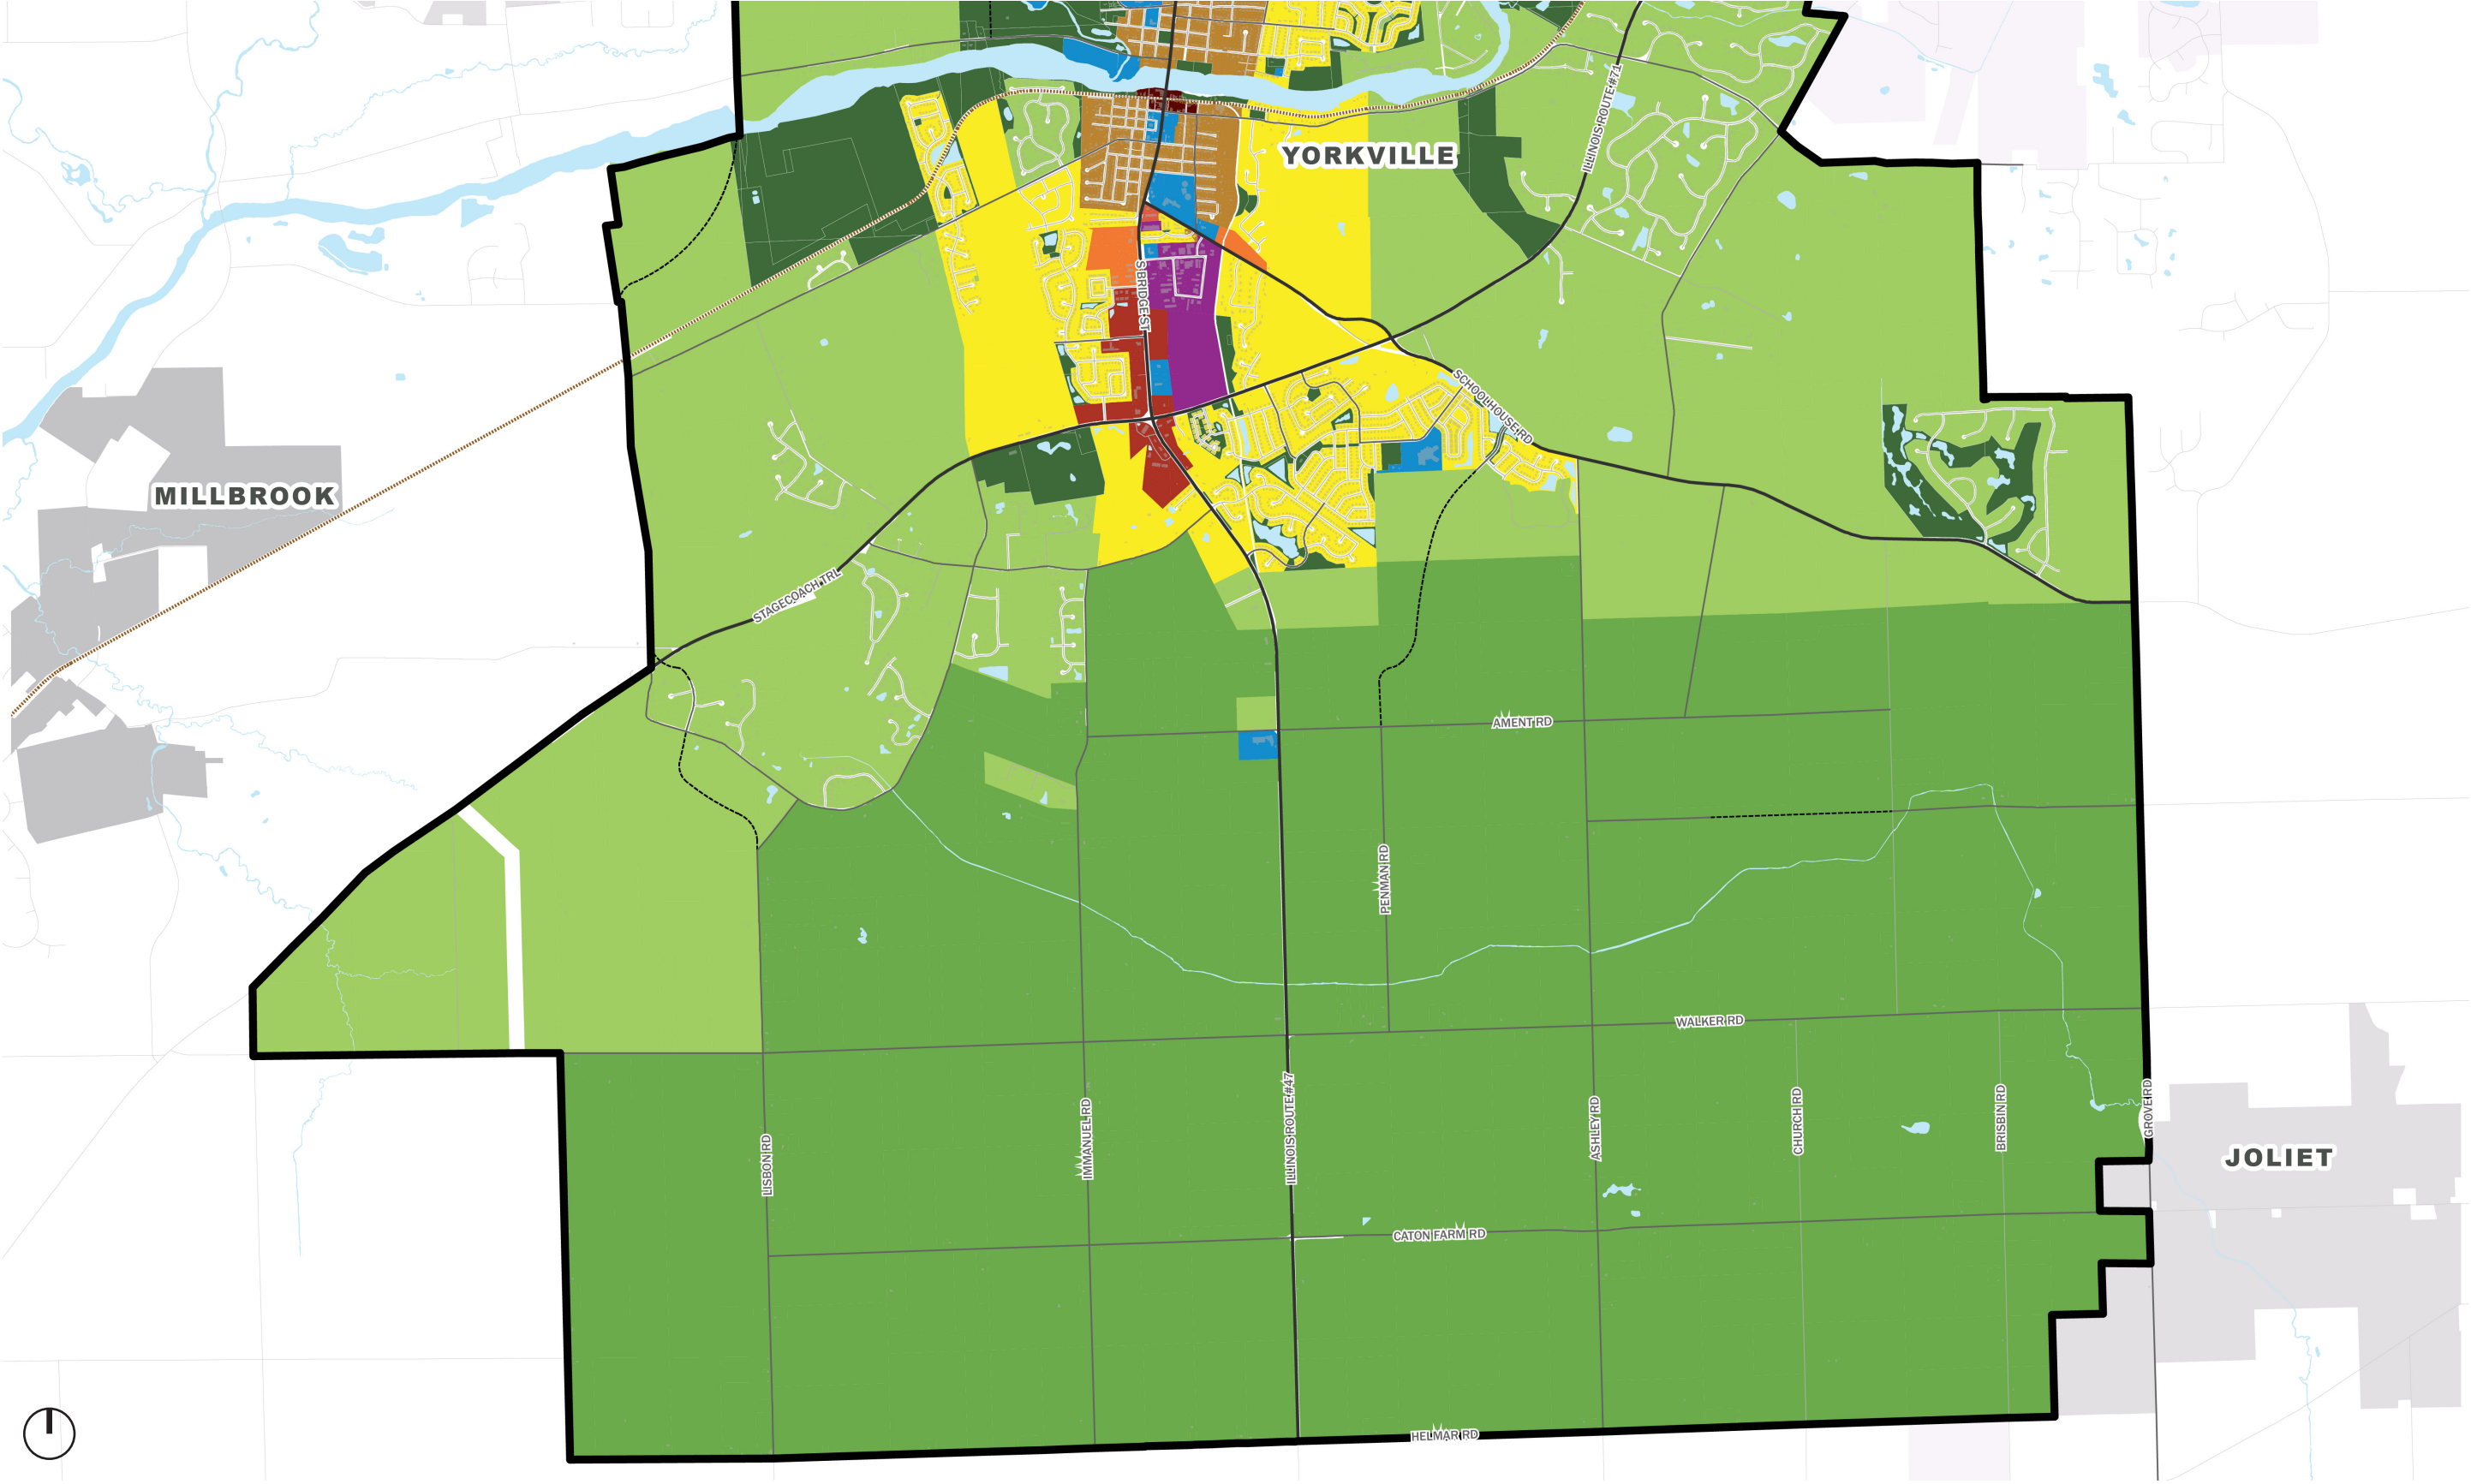 ILLINOIS ROUTE #71
YORKVILLE
S BRIDGE ST
SCHOOLHOUSE RD
MILLBROOK
STAGECOACH TRL
AMENT RD
PENMAN RD
WALKER RD
ILLINOIS ROUTE #47
IMMANUEL RD
LISBON RD
ASHLEY RD
CHURCH RD
BRISBIN RD
GROVE RD
JOLIET
CATON FARM RD
HELMAR RD